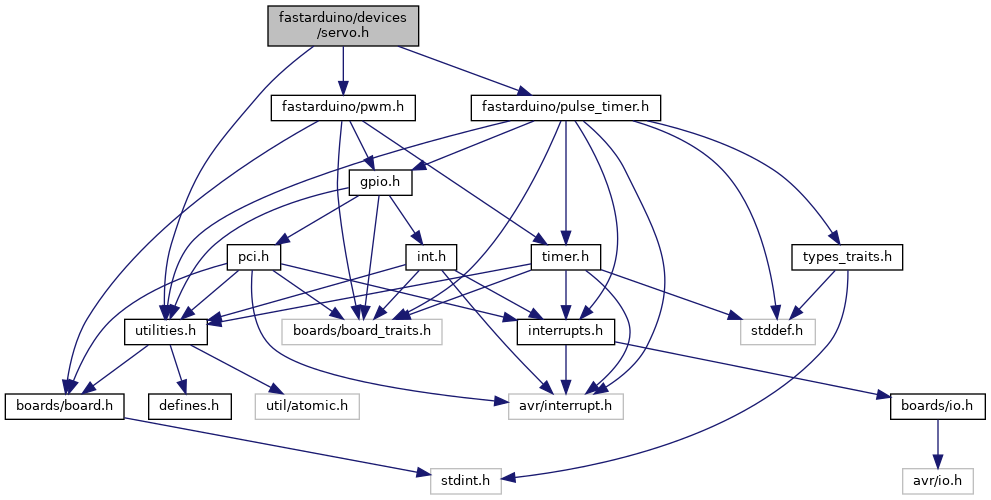 fastarduino/devices
/servo.h
fastarduino/pwm.h
fastarduino/pulse_timer.h
gpio.h
pci.h
int.h
timer.h
types_traits.h
utilities.h
boards/board_traits.h
interrupts.h
stddef.h
boards/board.h
defines.h
util/atomic.h
avr/interrupt.h
boards/io.h
stdint.h
avr/io.h